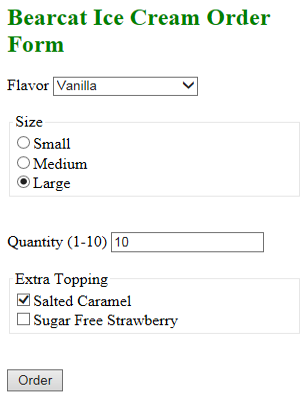 Bearcat Ice Cream Order
Form
Flavor Vanilla
Size
Small
Medium
Large
Quantity (1-10) 10
Extra Topping
Salted Caramel
Sugar Free Strawberry
Order